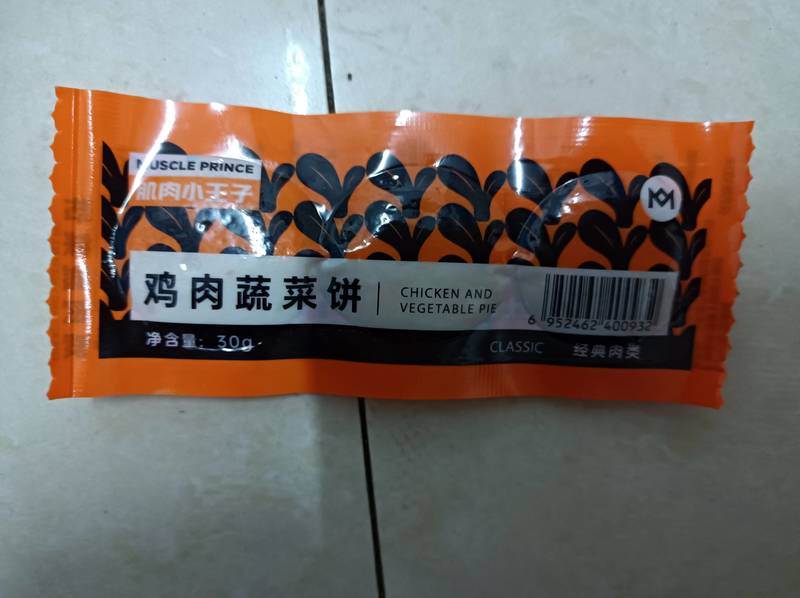 MUSCLE PRINCE
肌肉小王子
鸡肉蔬菜饼
CHICKEN AND
VEGETABLE PIE
6 952462 400932
净含量: 30g
CLASSIC 经典肉类